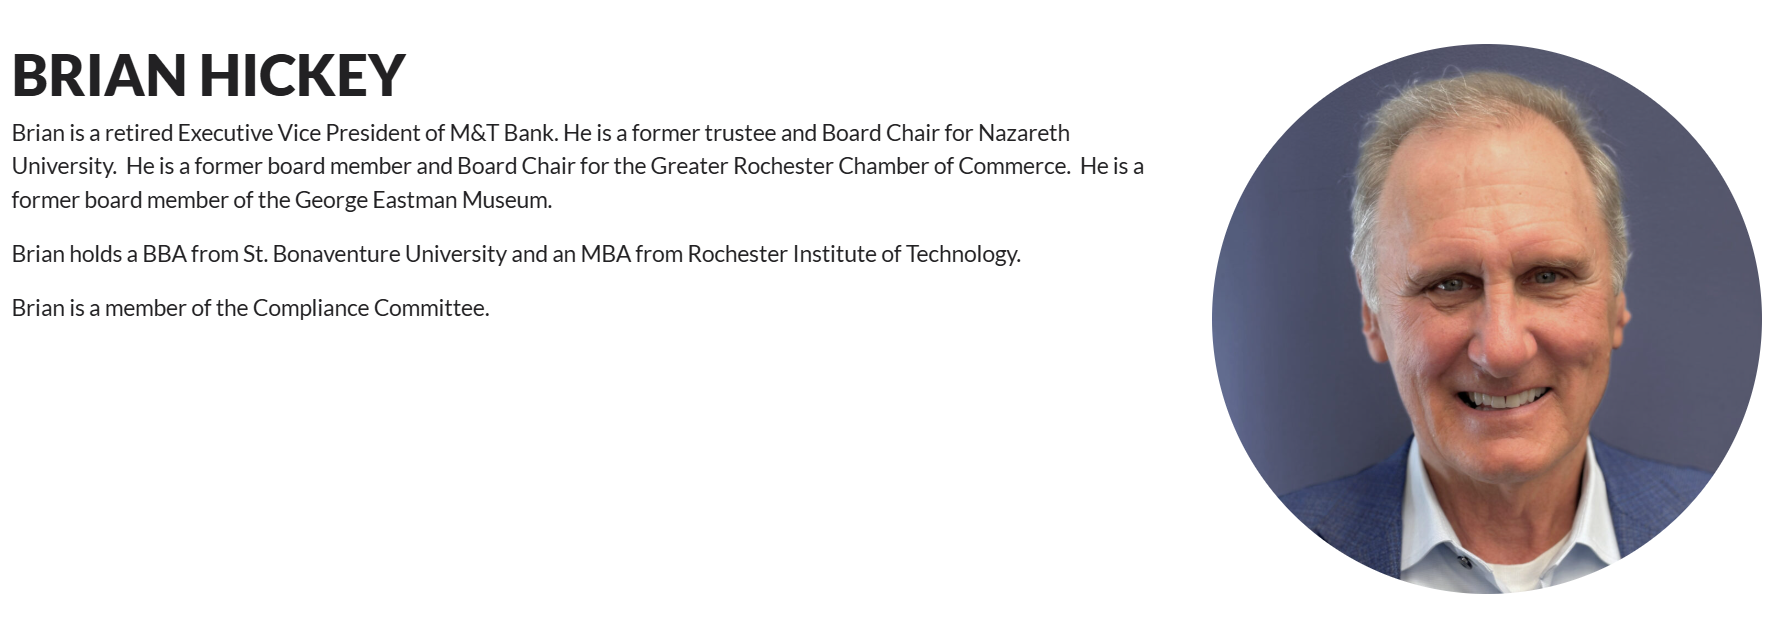 BRIAN HICKEY
Brian is a retired Executive Vice President of M&T Bank. He is a former trustee and Board Chair for Nazareth
University.  He is a former board member and Board Chair for the Greater Rochester Chamber of Commerce.  He is a
former board member of the George Eastman Museum.
Brian holds a BBA from St. Bonaventure University and an MBA from Rochester Institute of Technology.
Brian is a member of the Compliance Committee.